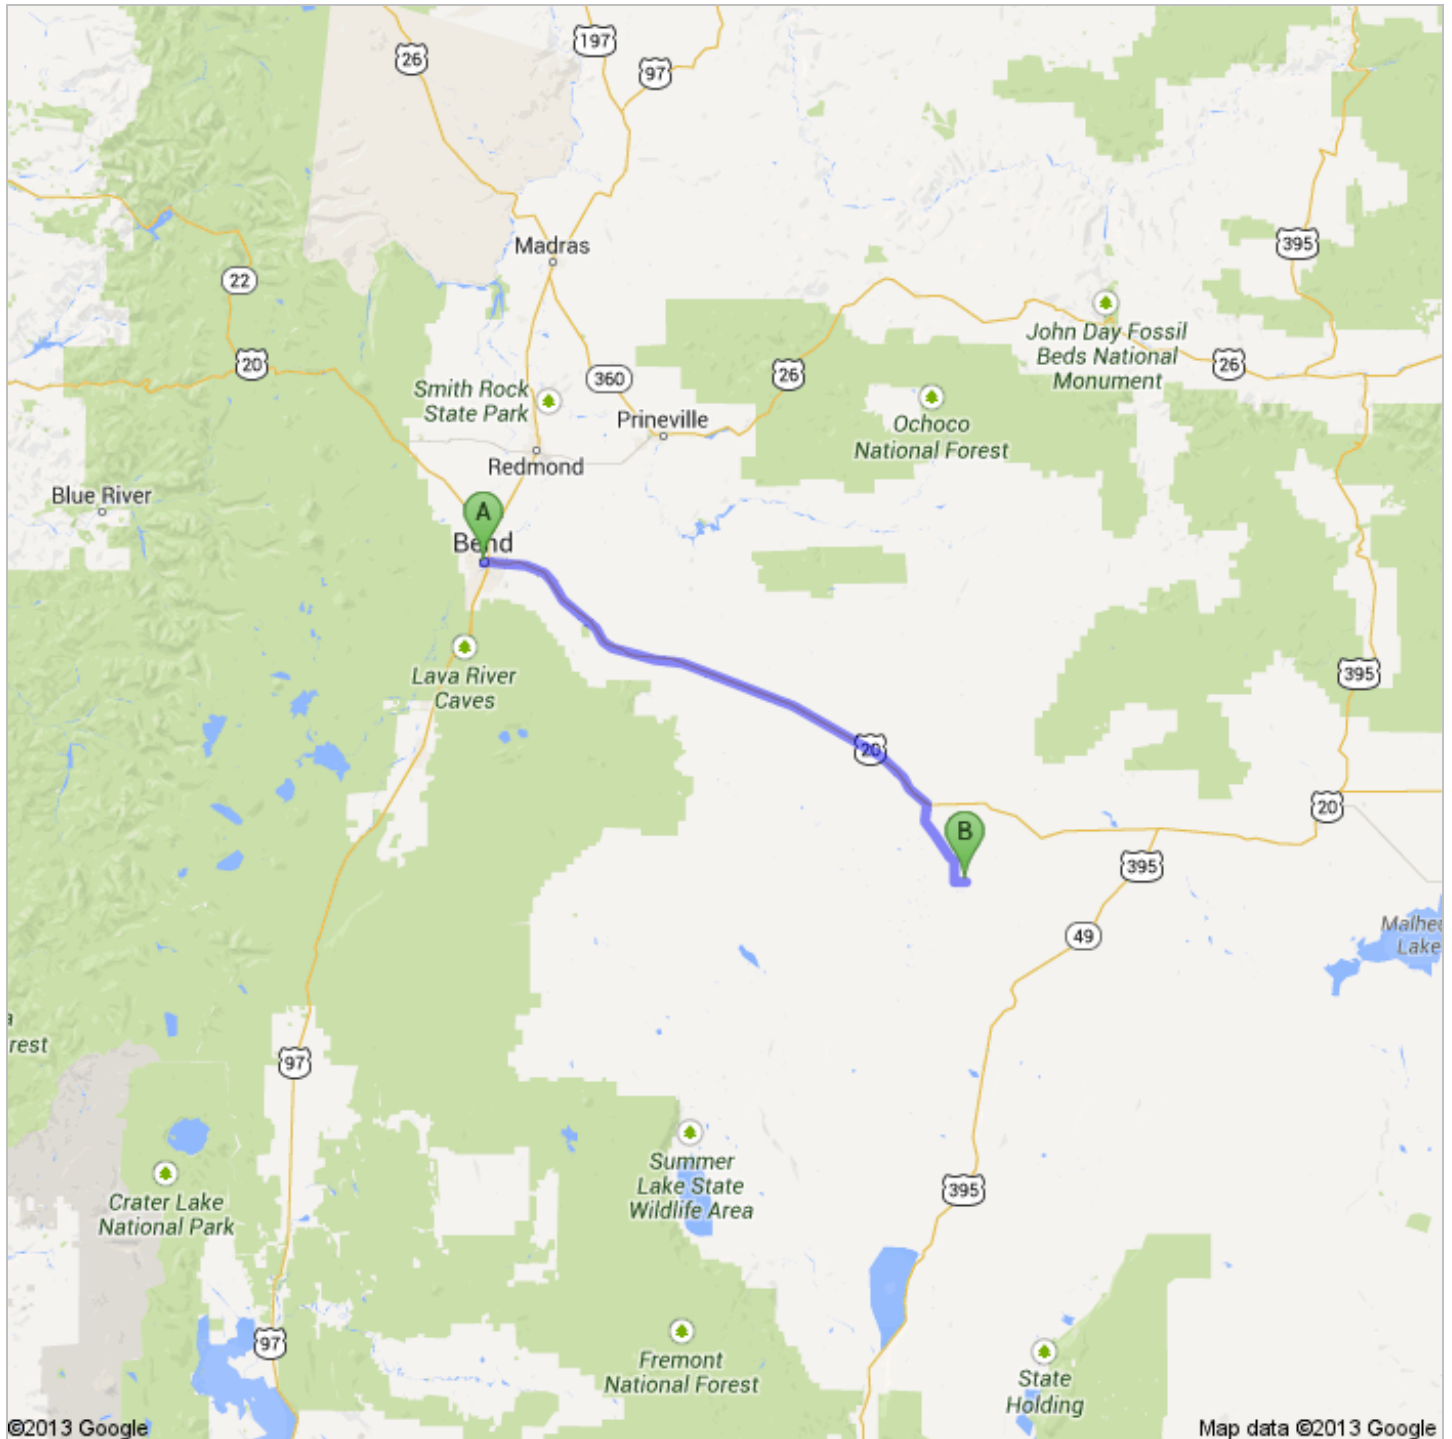 197
26
97
Madras
395
22
John Day Fossil
Beds National
Monument
20
26
360
26
Smith Rock
State Park
Prineville
Ochoco
National Forest
Redmond
Blue River
A
Bend
Lava River
Caves
395
20
20
B
395
49
Malheu
Lake
rest
97
Summer
Lake State
Wildlife Area
Crater Lake
National Park
395
97
Fremont
National Forest
State
Holding
©2013 Google
Map data ©2013 Google